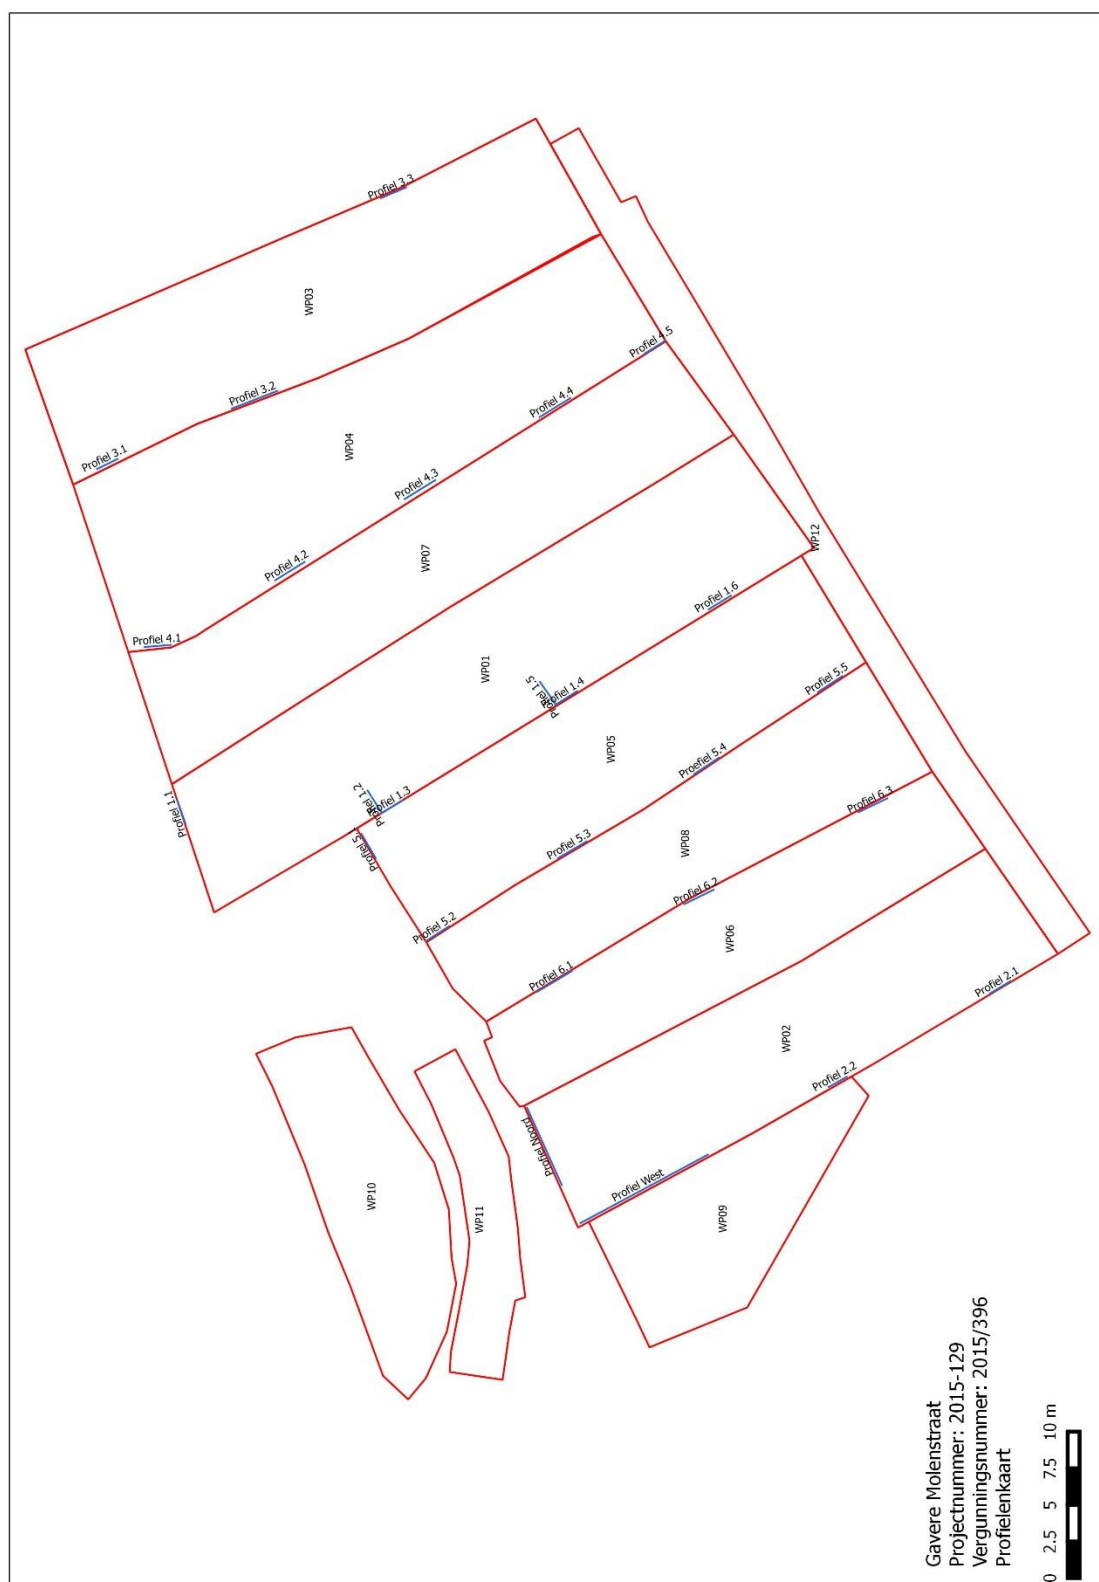 Profiel 3.3
WP03
Profiel 3.2
Profiel 3.1
Profiel 4.5
Profiel 4.4
WP04
Profiel 4.3
Profiel 4.2
WP07
WP12
Profiel 4.1
Profiel 1.6
WP01
Profiel 1.5
Profiel 1.4
Profiel 5.5
WP05
Proefiel 5.4
Profiel 1.1
Profiel 1.2
Profiel 1.3
Profiel 6.3
Profiel 5.1
Profiel 5.3
WP08
Profiel 6.2
Profiel 5.2
WP06
Profiel 6.1
Profiel 2.1
WP02
Profiel 2.2
Profiel Noord
Profiel West
WP10
WP11
WP09
Gavere Molenstraat
Projectnummer: 2015-129
Vergunningsnummer: 2015/396
Profielenkaart
0 2.5 5 7.5 10 m